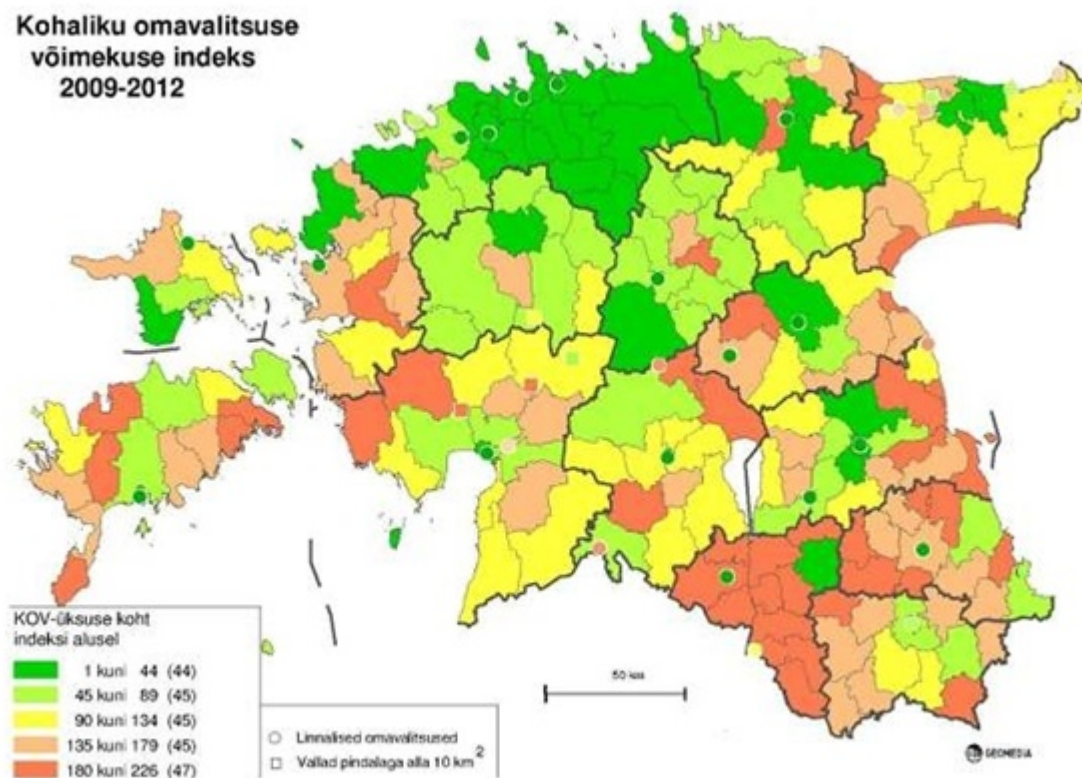 Kohaliku omavalitsuse
võimekuse indeks
2009-2012
50 km
KOV-üksuse koht
indeksi alusel
1 kuni 44 (44)
45 kuni 89 (45)
90 kuni 134 (45)
135 kuni 179 (45)
180 kuni 226 (47)
Linnalised omavalitsused
Vallad pindalaga alla 10 km²
GEOMEDIA